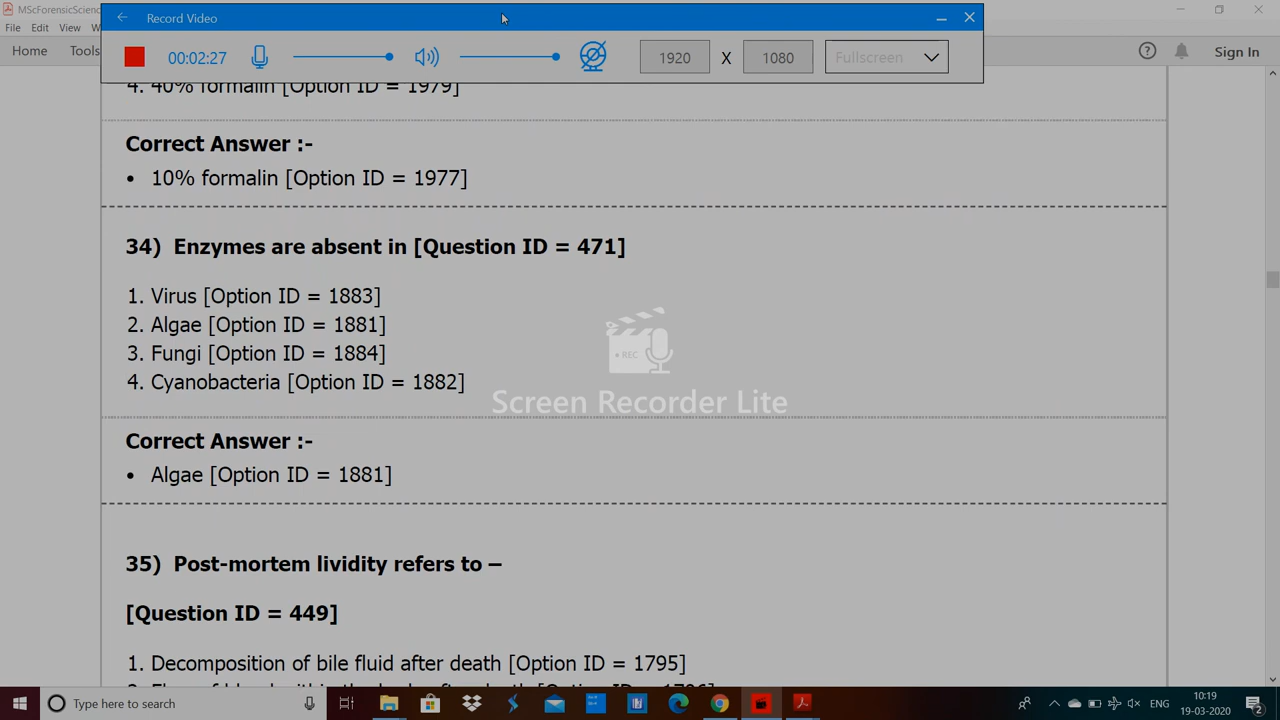 MScForensicScienc
Record Video
File Edit View
00:02:27 1920 X 1080 Fullscreen
Home Tools Sign In
4. 40% formalin [Option ID = 1979]
Correct Answer :-
• 10% formalin [Option ID = 1977]
34) Enzymes are absent in [Question ID = 471]
1. Virus [Option ID = 1883]
2. Algae [Option ID = 1881]
3. Fungi [Option ID = 1884]
4. Cyanobacteria [Option ID = 1882]
• REC
Screen Recorder Lite
Correct Answer :-
• Algae [Option ID = 1881]
35) Post-mortem lividity refers to –
[Question ID = 449]
1. Decomposition of bile fluid after death [Option ID = 1795]
Type here to search
ENG
10:19
19-03-2020
2